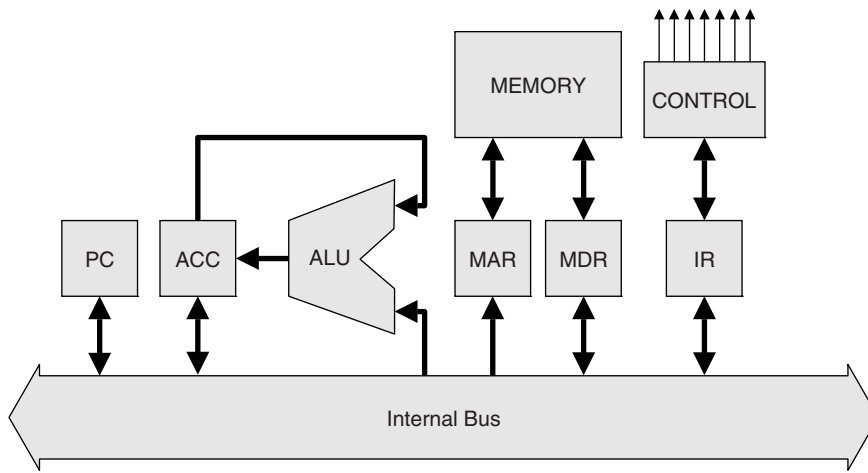 MEMORY
CONTROL
PC
ACC
ALU
MAR
MDR
IR
Internal Bus